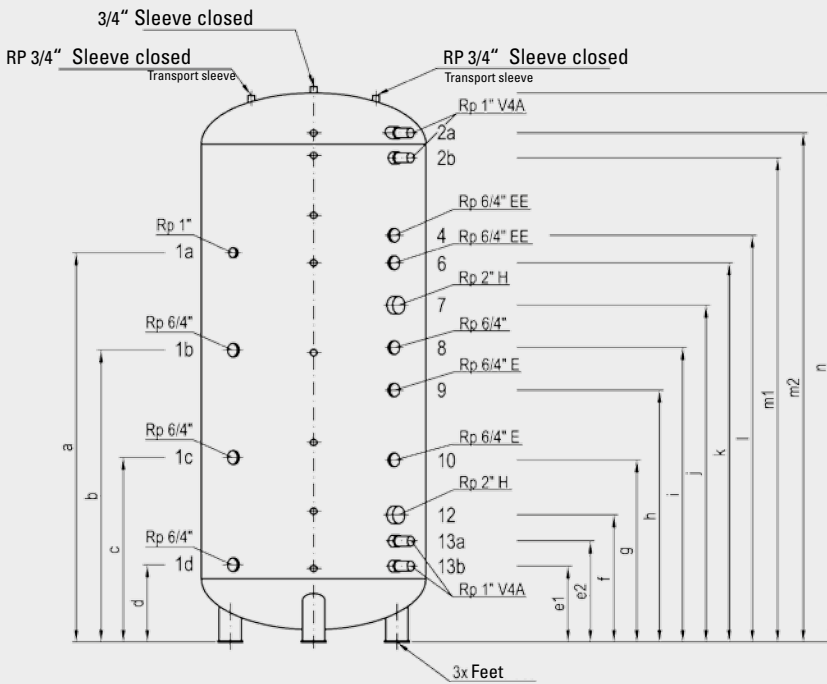 3/4“ Sleeve closed
RP 3/4“ Sleeve closed
Transport sleeve
RP 3/4“ Sleeve closed
Transport sleeve
Rp 1" V4A
2a
2b
Rp 6/4" EE
4
Rp 1"
1a
Rp 6/4" EE
6
Rp 2" H
7
Rp 6/4"
1b
Rp 6/4"
8
Rp 6/4" E
9
Rp 6/4"
1c
Rp 6/4" E
10
Rp 2" H
12
Rp 6/4"
1d
13a
13b
Rp 1" V4A
a
b
c
d
e1
e2
f
g
h
i
j
k
l
m1
m2
n
3x Feet